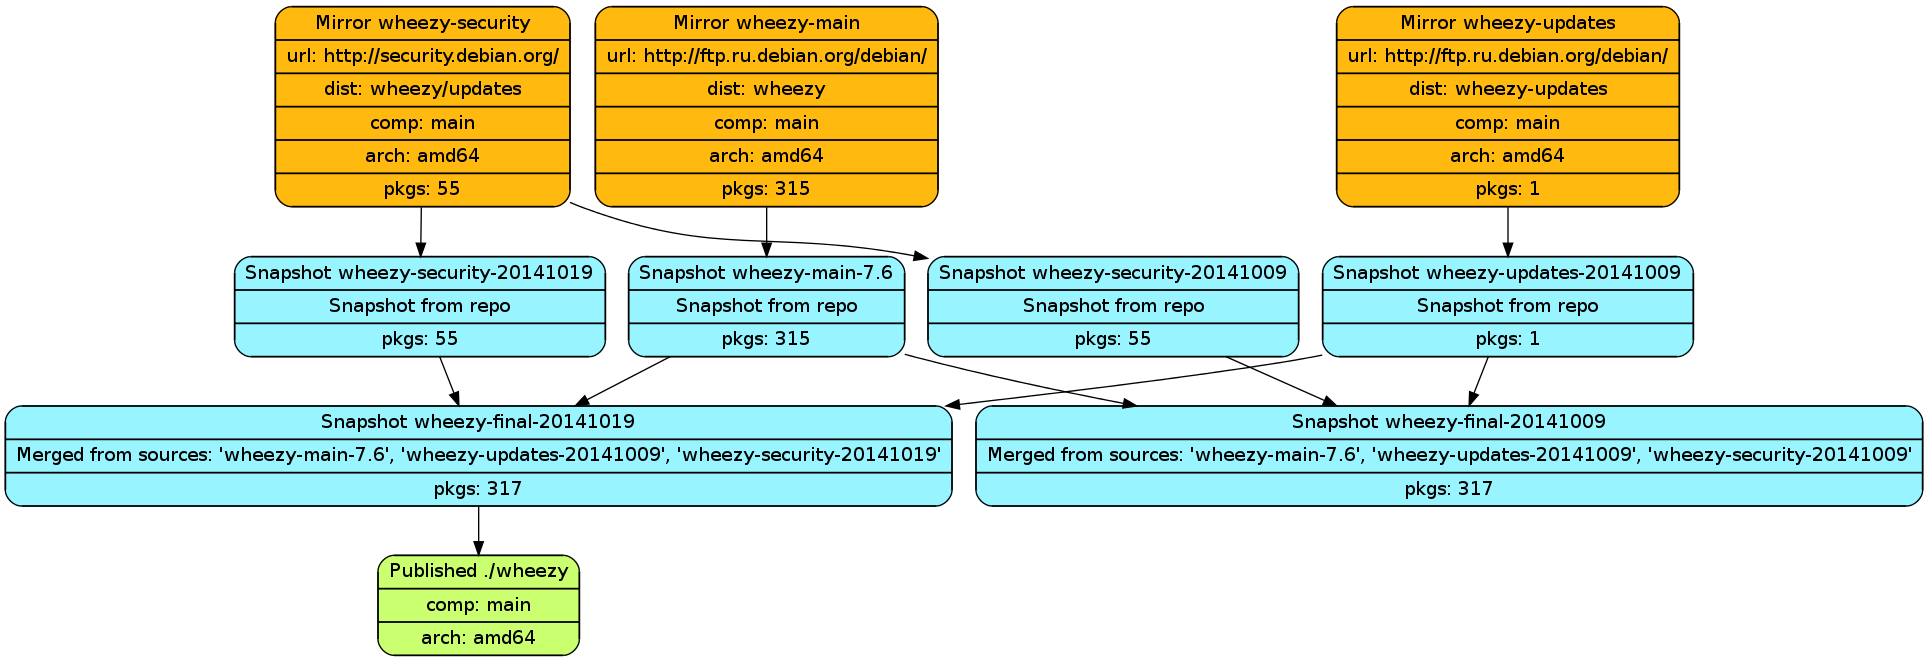 Mirror wheezy-security
url: http://security.debian.org/
dist: wheezy/updates
comp: main
arch: amd64
pkgs: 55
Mirror wheezy-main
url: http://ftp.ru.debian.org/debian/
dist: wheezy
comp: main
arch: amd64
pkgs: 315
Mirror wheezy-updates
url: http://ftp.ru.debian.org/debian/
dist: wheezy-updates
comp: main
arch: amd64
pkgs: 1
Snapshot wheezy-security-20141019
Snapshot from repo
pkgs: 55
Snapshot wheezy-main-7.6
Snapshot from repo
pkgs: 315
Snapshot wheezy-security-20141009
Snapshot from repo
pkgs: 55
Snapshot wheezy-updates-20141009
Snapshot from repo
pkgs: 1
Snapshot wheezy-final-20141019
Merged from sources: 'wheezy-main-7.6', 'wheezy-updates-20141009', 'wheezy-security-20141019'
pkgs: 317
Snapshot wheezy-final-20141009
Merged from sources: 'wheezy-main-7.6', 'wheezy-updates-20141009', 'wheezy-security-20141009'
pkgs: 317
Published ./wheezy
comp: main
arch: amd64